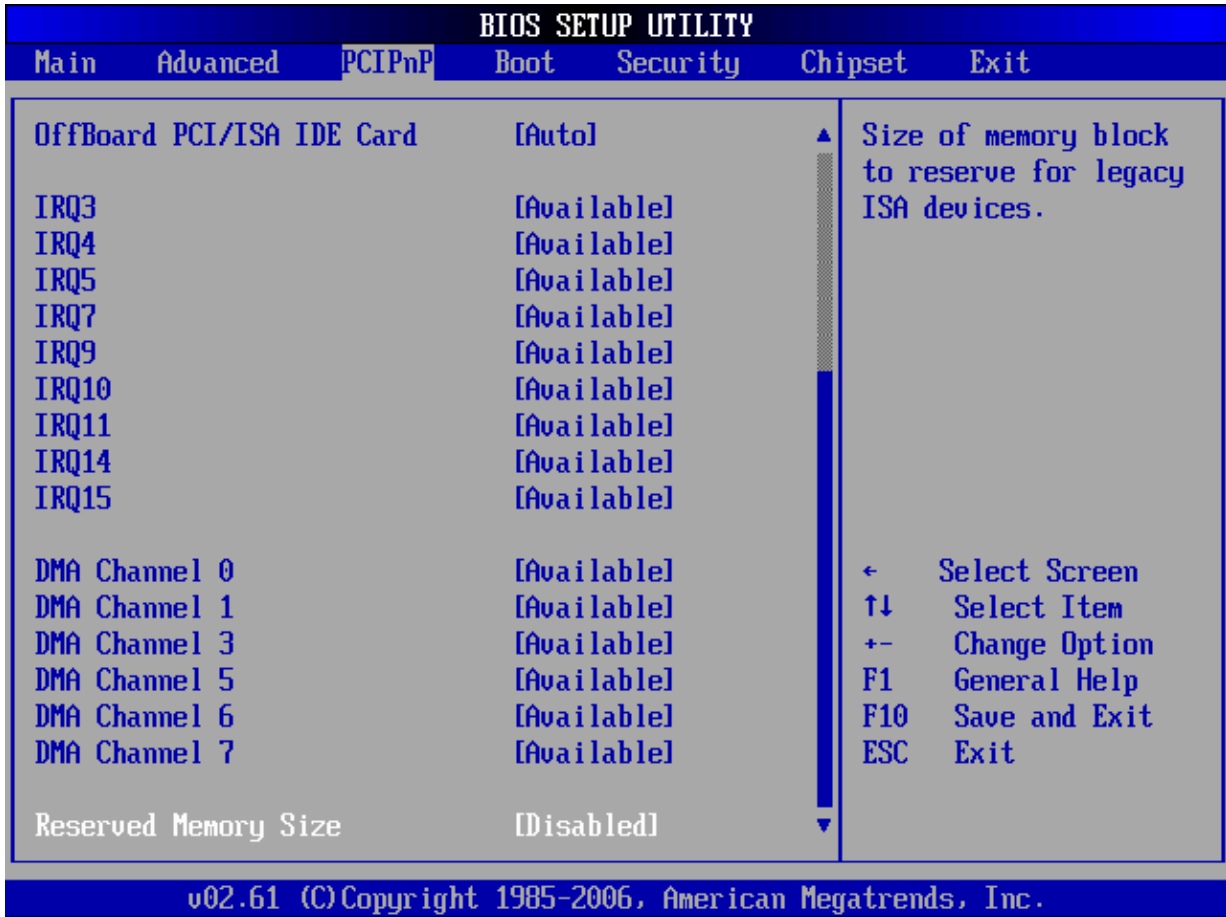 BIOS SETUP UTILITY
Main Advanced PCIPnP Boot Security Chipset Exit
OffBoard PCI/ISA IDE Card [Auto]
IRQ3 [Available]
IRQ4 [Available]
IRQ5 [Available]
IRQ7 [Available]
IRQ9 [Available]
IRQ10 [Available]
IRQ11 [Available]
IRQ14 [Available]
IRQ15 [Available]
DMA Channel 0 [Available]
DMA Channel 1 [Available]
DMA Channel 3 [Available]
DMA Channel 5 [Available]
DMA Channel 6 [Available]
DMA Channel 7 [Available]
Reserved Memory Size [Disabled]
Size of memory block
to reserve for legacy
ISA devices.
← Select Screen
↑↓ Select Item
+- Change Option
F1 General Help
F10 Save and Exit
ESC Exit
v02.61 (C)Copyright 1985-2006, American Megatrends, Inc.